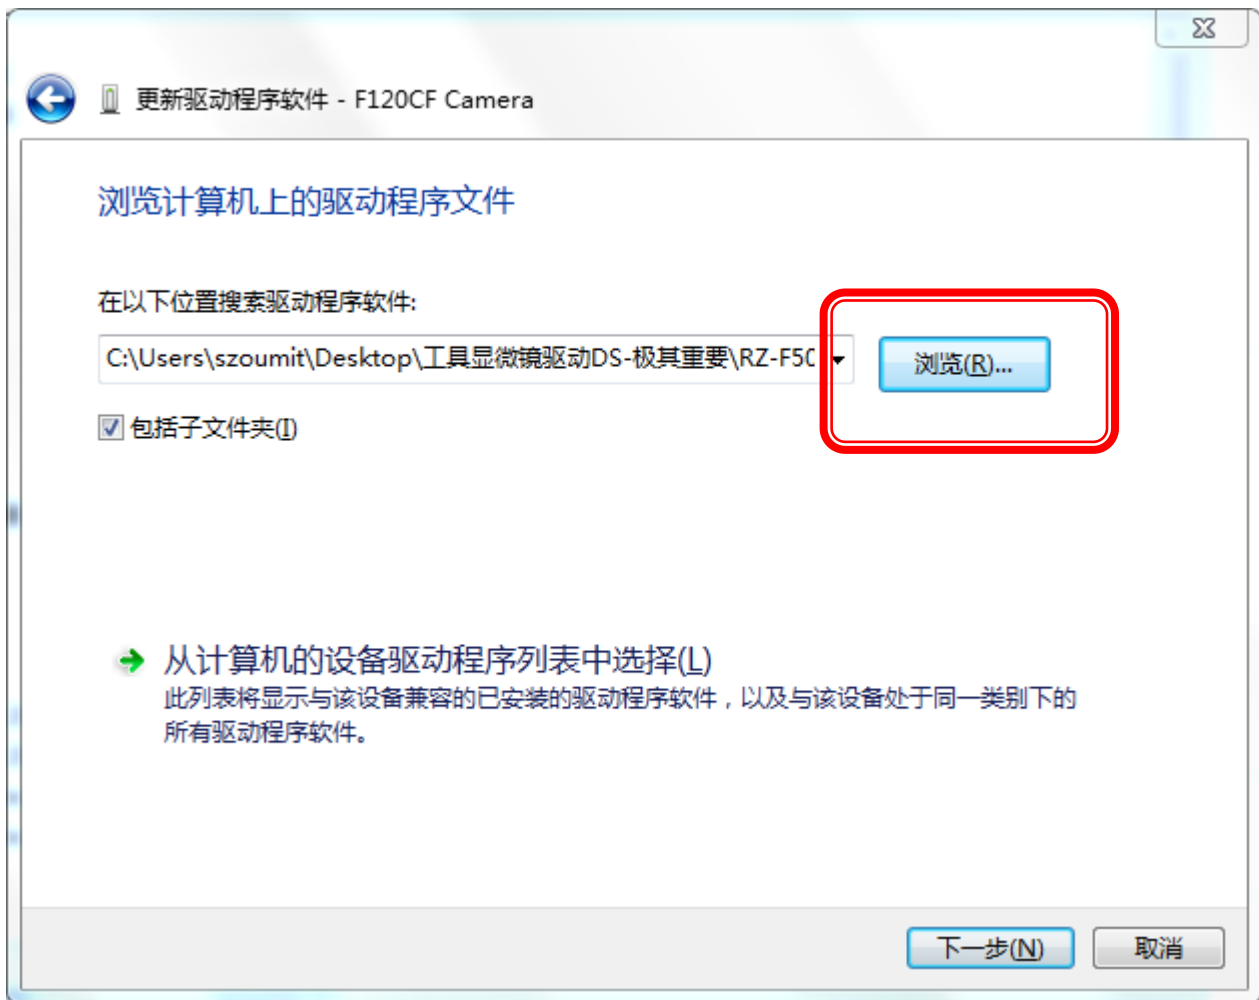 更新驱动程序软件 - F120CF Camera
浏览计算机上的驱动程序文件
在以下位置搜索驱动程序软件:
C:\Users\szoumit\Desktop\工具显微镜驱动DS-极其重要\RZ-F50
浏览(R)...
包括子文件夹(I)
从计算机的设备驱动程序列表中选择(L)
此列表将显示与该设备兼容的已安装的驱动程序软件，以及与该设备处于同一类别下的
所有驱动程序软件。
下一步(N)
取消